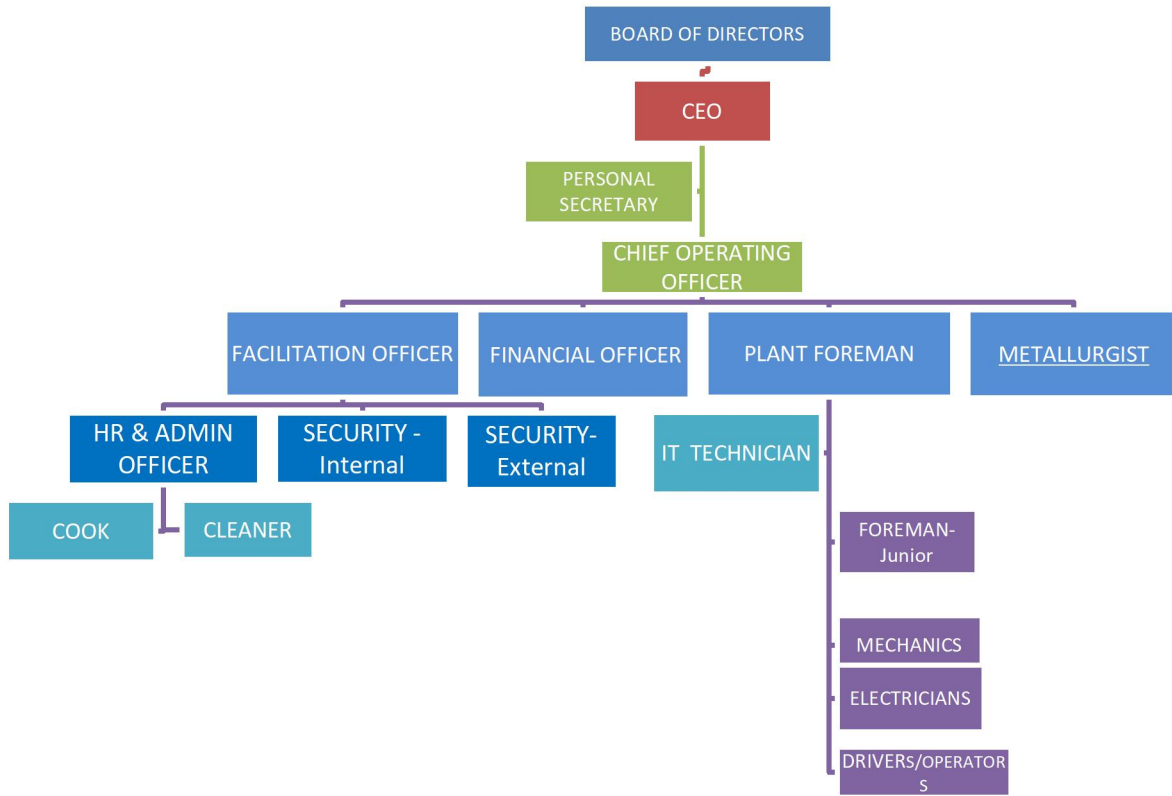 BOARD OF DIRECTORS
CEO
PERSONAL
SECRETARY
CHIEF OPERATING
OFFICER
FACILITATION OFFICER
FINANCIAL OFFICER
PLANT FOREMAN
METALLURGIST
HR & ADMIN
OFFICER
SECURITY -
Internal
SECURITY-
External
IT TECHNICIAN
COOK
CLEANER
FOREMAN-
Junior
MECHANICS
ELECTRICIANS
DRIVERS/OPERATOR
S